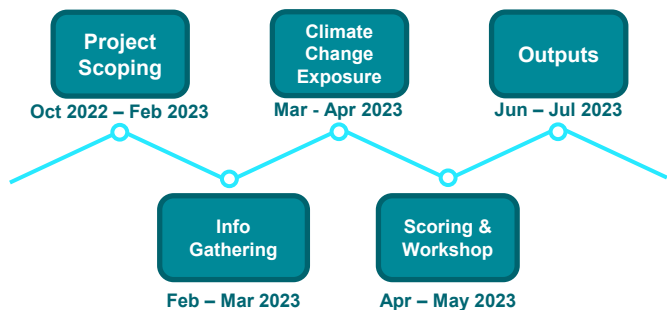 Project
Scoping
Oct 2022 – Feb 2023
Info
Gathering
Feb – Mar 2023
Climate
Change
Exposure
Mar - Apr 2023
Scoring &
Workshop
Apr – May 2023
Outputs
Jun – Jul 2023